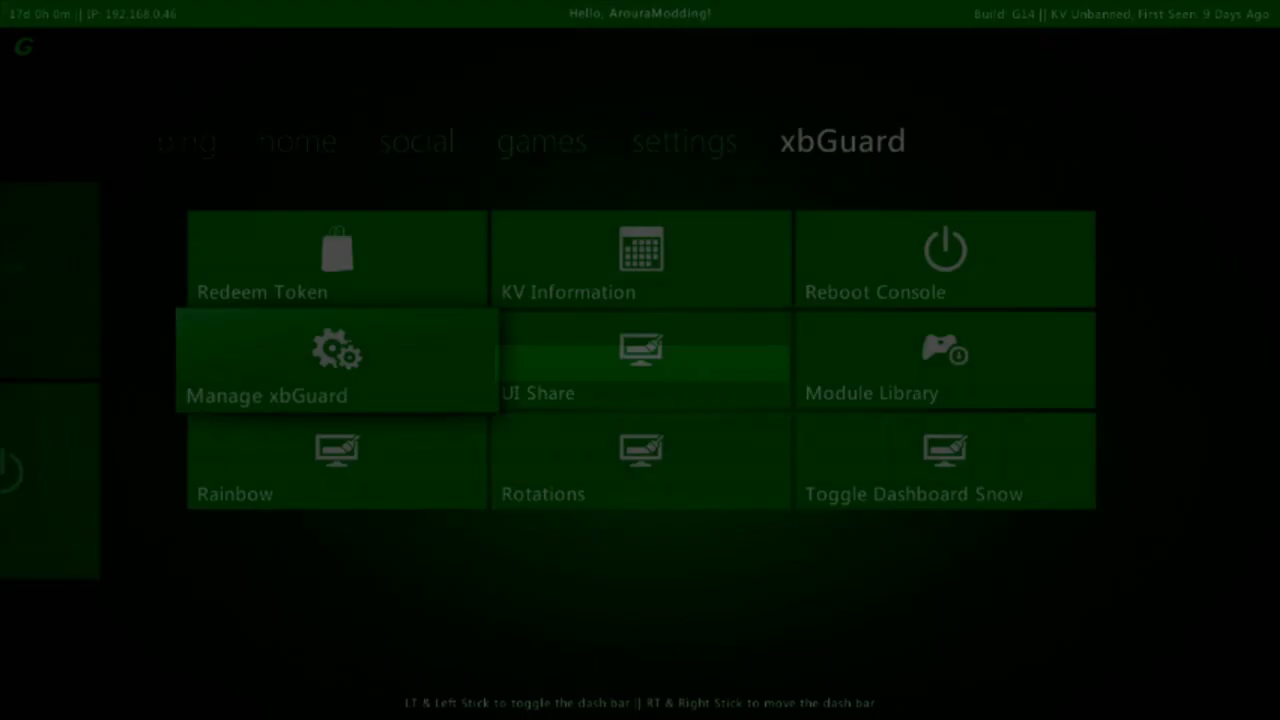 17d 0h 0m || IP: 192.168.0.46
Hello, ArouraModding!
Build: G14 || KV Unbanned, First Seen: 9 Days Ago
G
home social games settings xbGuard
Redeem Token
KV Information
Reboot Console
Manage xbGuard
UI Share
Module Library
Rainbow
Rotations
Toggle Dashboard Snow
LT & Left Stick to toggle the dash bar || RT & Right Stick to move the dash bar